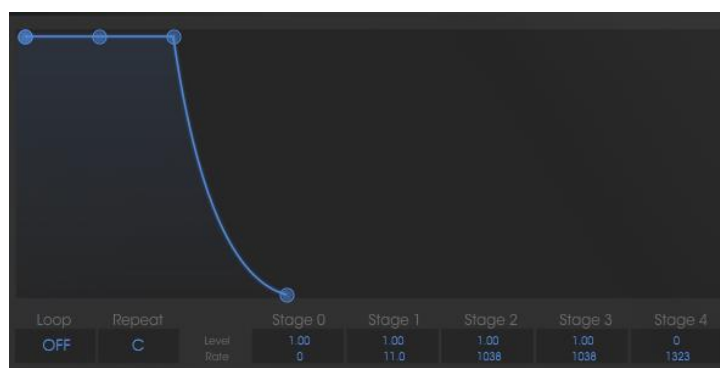 Loop Repeat Stage 0 Stage 1 Stage 2 Stage 3 Stage 4
OFF C Level 1.00 1.00 1.00 1.00 0
Rate 0 11.0 1038 1038 1323